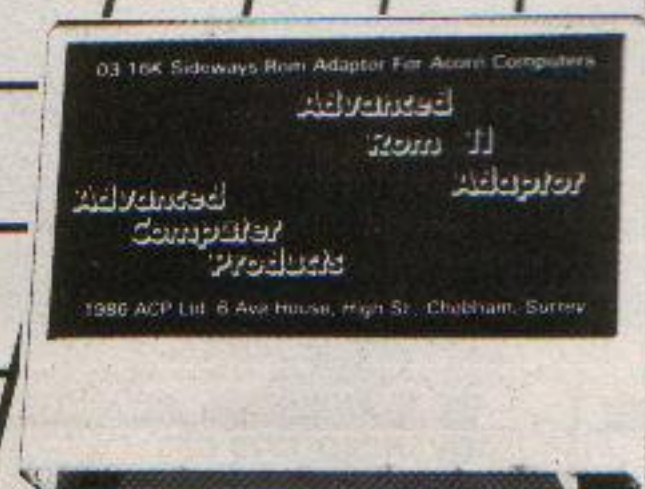 03 16K Sideways Rom Adaptor For Acorn Computers
Advanced
Rom 11
Adaptor
Advanced
Computer
Products
1986 ACP Ltd. 6 Ava House, High St., Chobham, Surrey